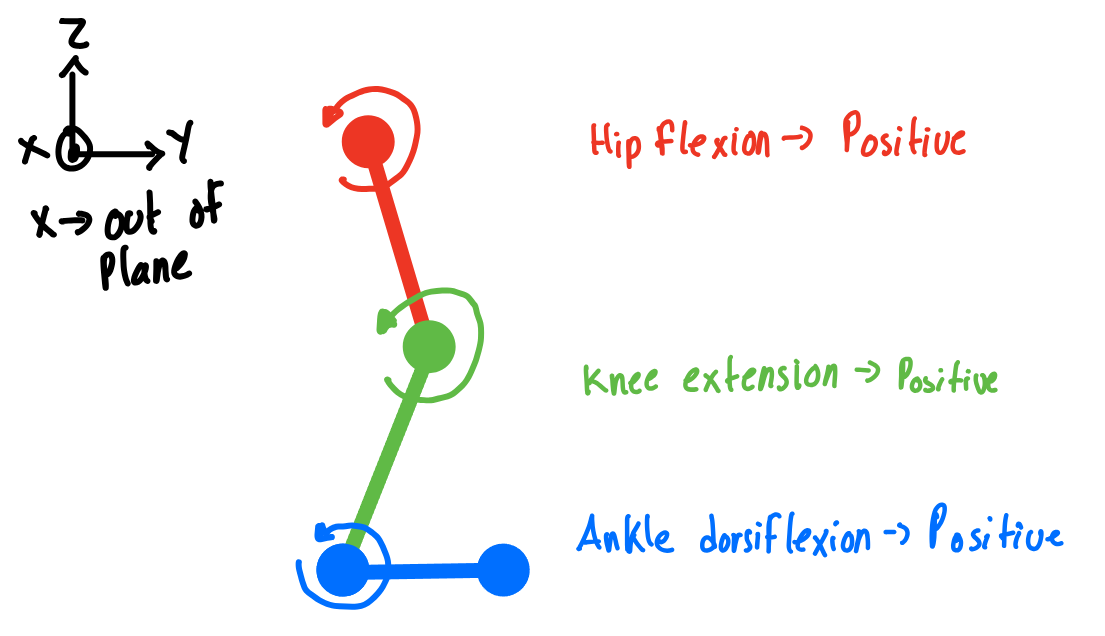 Z
X
Y
X → out of
Plane
Hip flexion → Positive
Knee extension → Positive
Ankle dorsiflexion → Positive